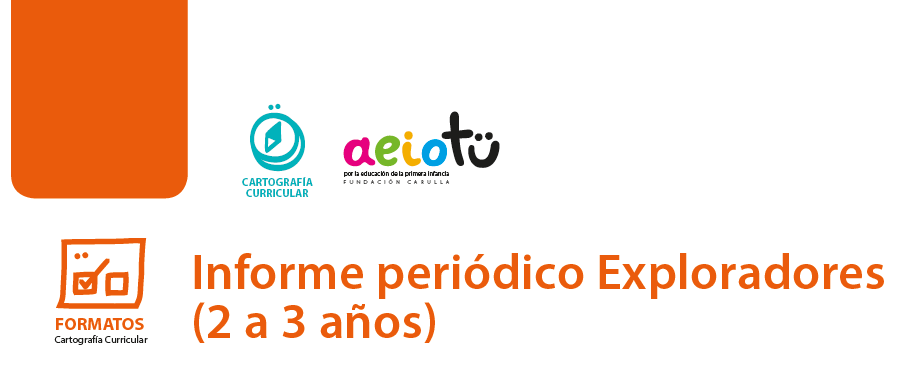 CARTOGRAFÍA
CURRICULAR
aeiotü
por la educación de la primera infancia
FUNDACIÓN CARULLA
FORMATOS
Cartografía Curricular
Informe periódico Exploradores
(2 a 3 años)